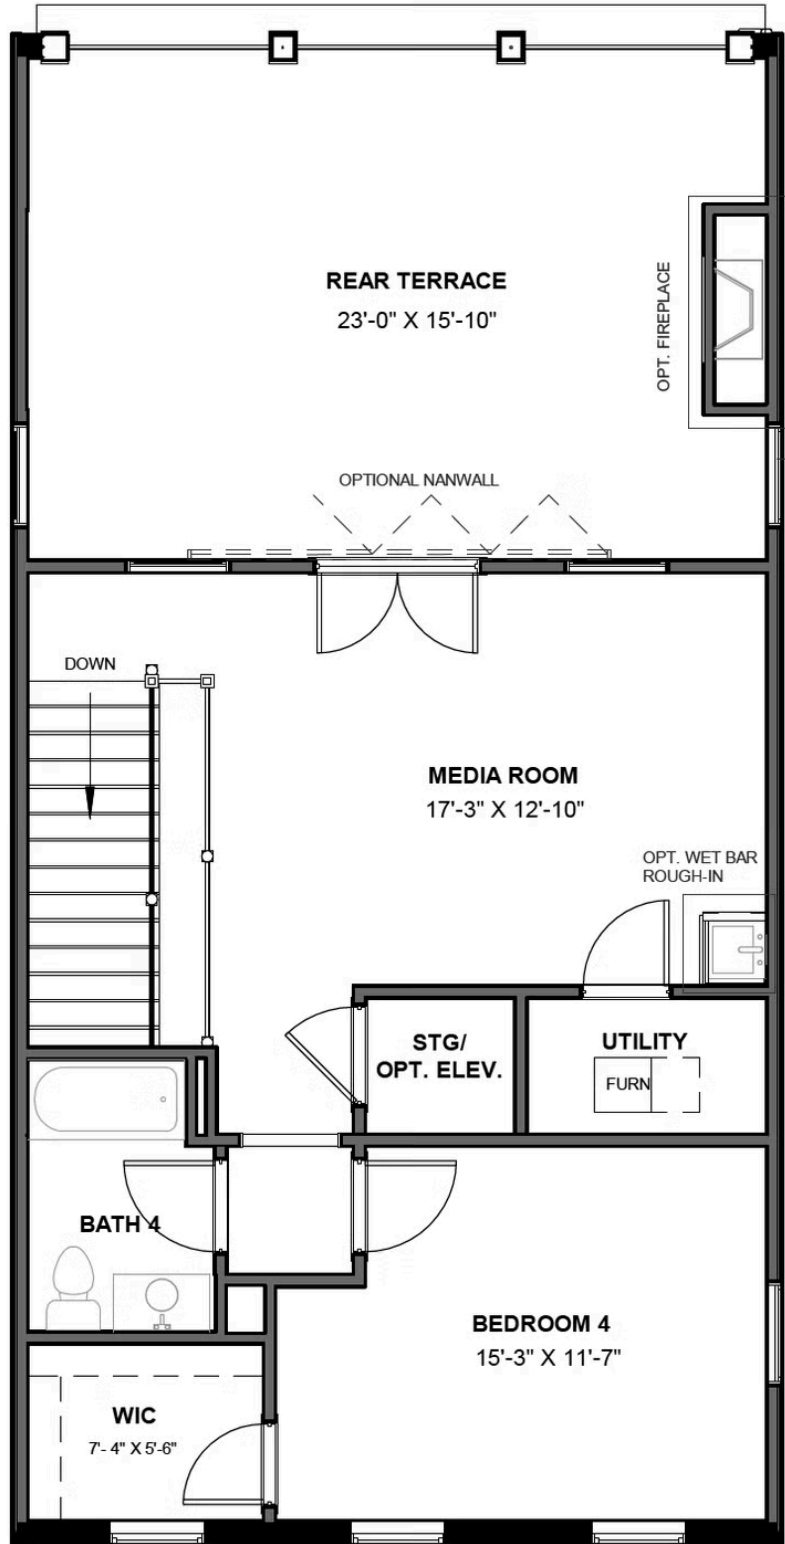 REAR TERRACE
23'-0" X 15'-10"
OPT. FIREPLACE
OPTIONAL NANWALL
DOWN
MEDIA ROOM
17'-3" X 12'-10"
OPT. WET BAR
ROUGH-IN
STG/
OPT. ELEV.
UTILITY
FURN
BATH 4
BEDROOM 4
15'-3" X 11'-7"
WIC
7'- 4" X 5'-6"